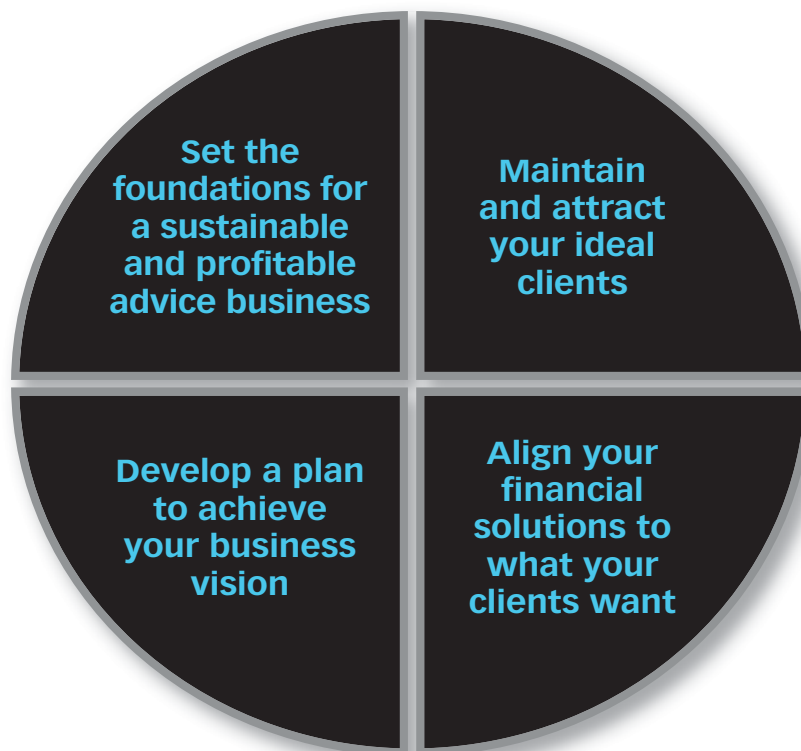 Set the
foundations for
a sustainable
and profitable
advice business
Maintain
and attract
your ideal
clients
Develop a plan
to achieve
your business
vision
Align your
financial
solutions to
what your
clients want